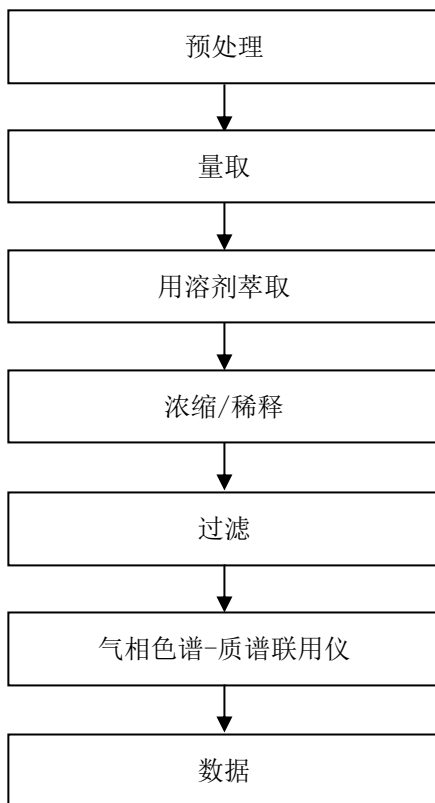 预处理
量取
用溶剂萃取
浓缩/稀释
过滤
气相色谱-质谱联用仪
数据